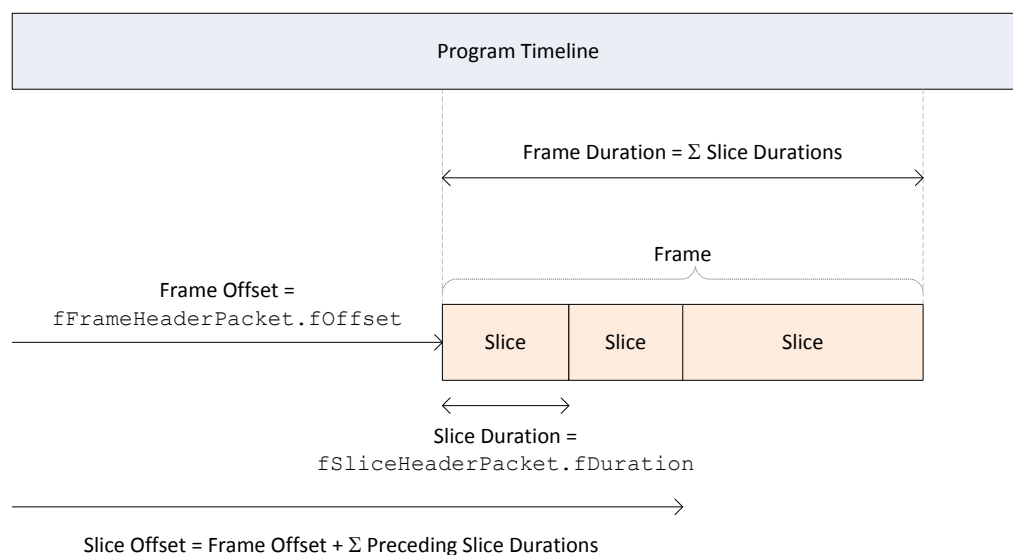 Program Timeline
Frame Duration = Σ Slice Durations
Frame
Frame Offset =
fFrameHeaderPacket.fOffset
Slice
Slice
Slice
Slice Duration =
fSliceHeaderPacket.fDuration
Slice Offset = Frame Offset + Σ Preceding Slice Durations